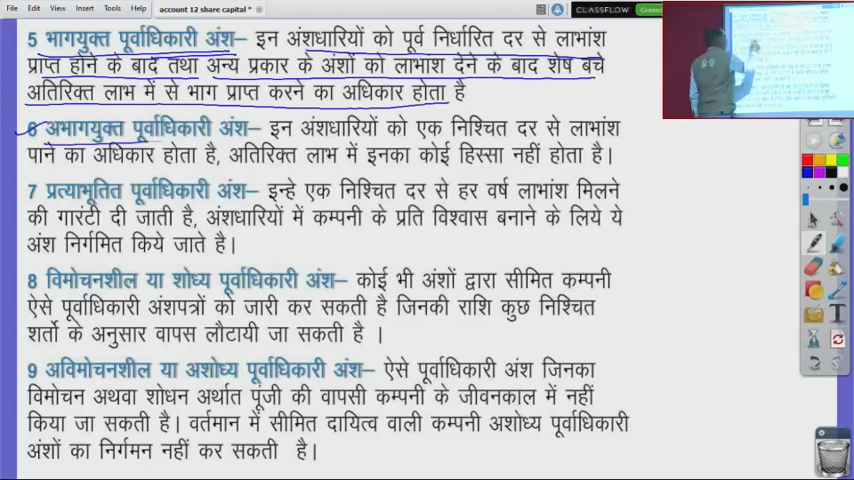 File Edit View Insert Tools Help
account 12 share capital *
CLASSFLOW
5 भागयुक्त पूर्वाधिकारी अंश– इन अंशधारियों को पूर्व निर्धारित दर से लाभांश
प्राप्त होने के बाद तथा अन्य प्रकार के अंशों को लाभांश देने के बाद शेष बचे
अतिरिक्त लाभ में से भाग प्राप्त करने का अधिकार होता है
6 अभागयुक्त पूर्वाधिकारी अंश– इन अंशधारियों को एक निश्चित दर से लाभांश
पाने का अधिकार होता है, अतिरिक्त लाभ में इनका कोई हिस्सा नहीं होता है।
7 प्रत्याभूतित पूर्वाधिकारी अंश– इन्हे एक निश्चित दर से हर वर्ष लाभांश मिलने
की गारंटी दी जाती है, अंशधारियों में कम्पनी के प्रति विश्वास बनाने के लिये ये
अंश निर्गमित किये जाते है।
8 विमोचनशील या शोध्य पूर्वाधिकारी अंश– कोई भी अंशों द्वारा सीमित कम्पनी
ऐसे पूर्वाधिकारी अंशपत्रों को जारी कर सकती है जिनकी राशि कुछ निश्चित
शर्तो के अनुसार वापस लौटायी जा सकती है ।
9 अविमोचनशील या अशोध्य पूर्वाधिकारी अंश– ऐसे पूर्वाधिकारी अंश जिनका
विमोचन अथवा शोधन अर्थात पूंजी की वापसी कम्पनी के जीवनकाल में नहीं
किया जा सकती है। वर्तमान में सीमित दायित्व वाली कम्पनी अशोध्य पूर्वाधिकारी
अंशों का निर्गमन नहीं कर सकती है।